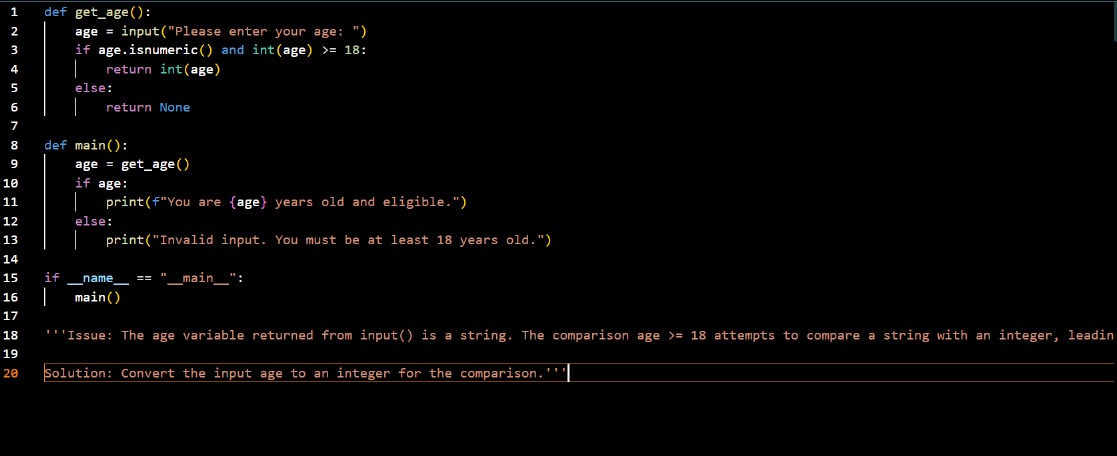 1 def get_age():
2     age = input("Please enter your age: ")
3     if age.isnumeric() and int(age) >= 18:
4         return int(age)
5     else:
6         return None
7
8 def main():
9     age = get_age()
10     if age:
11         print(f"You are {age} years old and eligible.")
12     else:
13         print("Invalid input. You must be at least 18 years old.")
14
15 if __name__ == "__main__":
16     main()
17
18 '''Issue: The age variable returned from input() is a string. The comparison age >= 18 attempts to compare a string with an integer, leadin
19
20 Solution: Convert the input age to an integer for the comparison.'''